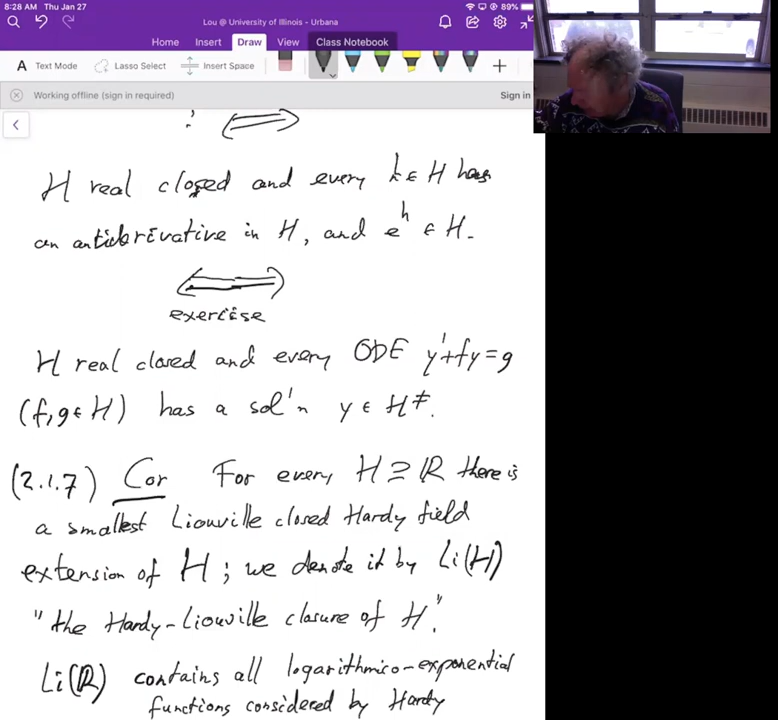 8:28 AM Thu Jan 27
89%
Lou @ University of Illinois - Urbana
Home Insert Draw View Class Notebook
A Text Mode Lasso Select Insert Space
Working offline (sign in required) Sign in
⟺
H real closed and every h ∈ H has
an antiderivative in H, and e^h ∈ H.
⟺
exercise
H real closed and every ODE y'+fy=g
(f,g ∈ H) has a sol'n y ∈ H^≠.
(2.1.7) Cor For every H ⊇ ℝ there is
a smallest Liouville closed Hardy field
extension of H; we denote it by Li(H)
"the Hardy-Liouville closure of H".
Li(ℝ) contains all logarithmico-exponential
functions considered by Hardy